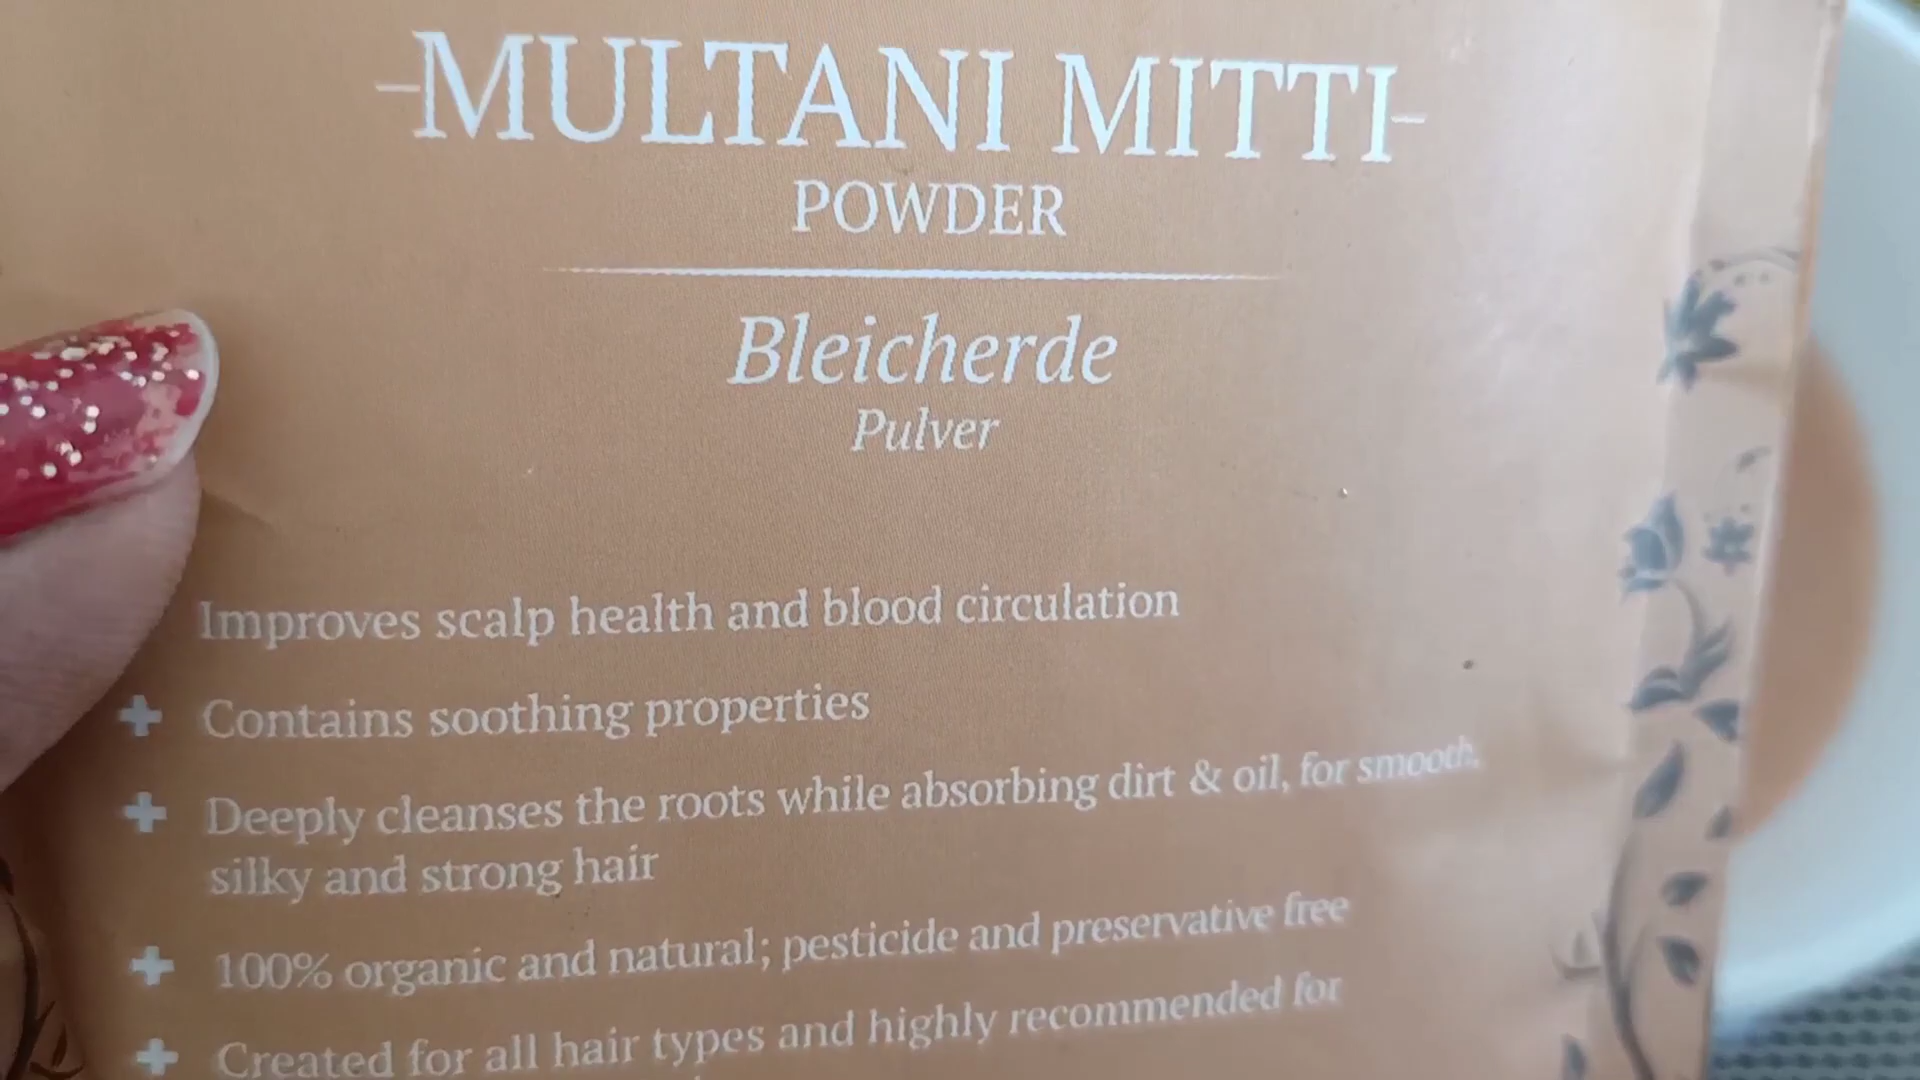 MULTANI MITTI
POWDER
Bleicherde
Pulver
Improves scalp health and blood circulation
Contains soothing properties
Deeply cleanses the roots while absorbing dirt & oil, for smooth,
silky and strong hair
100% organic and natural; pesticide and preservative free
Created for all hair types and highly recommended for